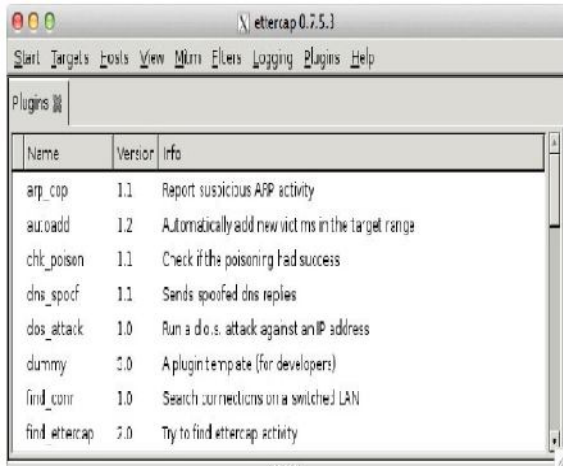 ettercap 0.7.5.3
Start Targets Hosts View Mitm Filters Logging Plugins Help
Plugins
Name Version Info
arp_cop 1.1 Report suspicious ARP activity
autoadd 1.2 Automatically add new victims in the target range
chk_poison 1.1 Check if the poisoning had success
dns_spoof 1.1 Sends spoofed dns replies
dos_attack 1.0 Run a d.o.s. attack against an IP address
dummy 3.0 A plugin template (for developers)
find_conn 1.0 Search connections on a switched LAN
find_ettercap 2.0 Try to find ettercap activity